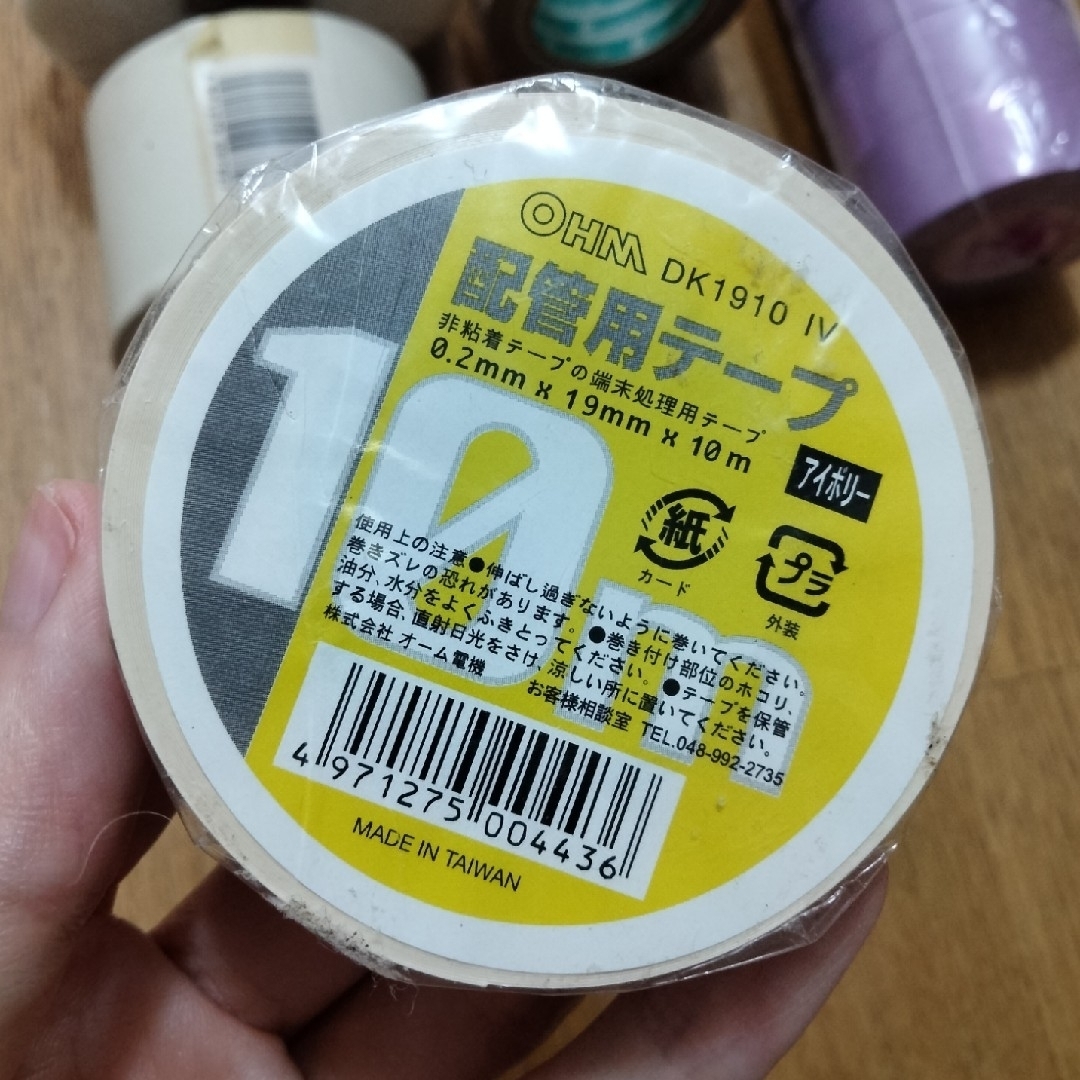 OHM DK1910 IV
配管用テープ
非粘着テープの端末処理用テープ
0.2mm x 19mm x 10m
アイボリー
10m
紙
カード
プラ
外装
使用上の注意●伸ばし過ぎないように巻いてください。
巻きズレの恐れがあります。●巻き付け部位のホコリ、
油分、水分をよくふきとってください。●テープを保管
する場合、直射日光をさけ、涼しい所に置いてください。
株式会社 オーム電機 お客様相談室 TEL.048-992-2735
4 971275 004436
MADE IN TAIWAN